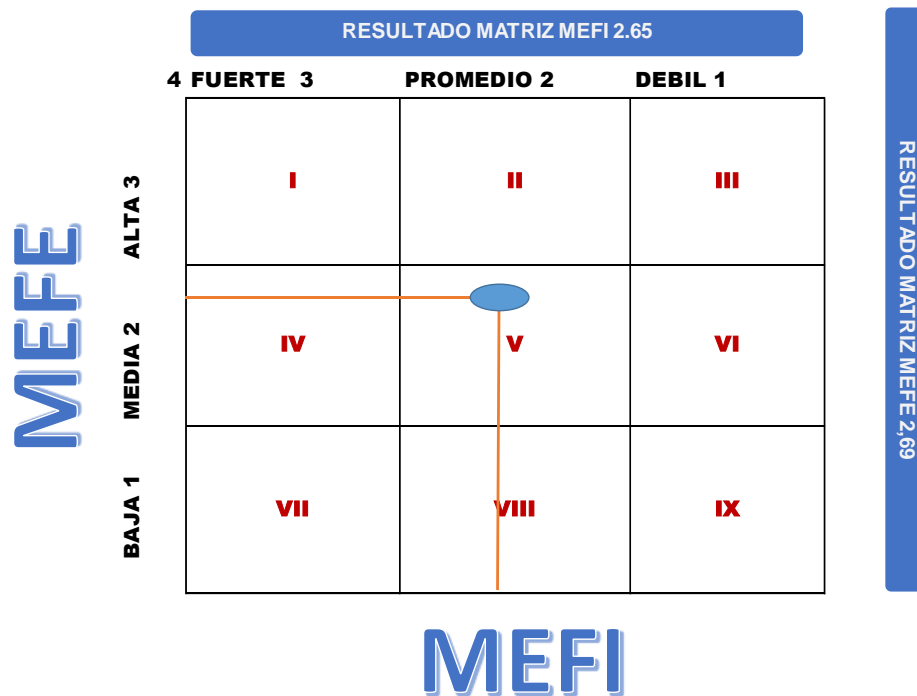 RESULTADO MATRIZ MEFI 2.65
4 FUERTE 3 PROMEDIO 2 DEBIL 1
ALTA 3
I II III
MEDIA 2
IV V VI
BAJA 1
VII VIII IX
MEFE
RESULTADO MATRIZ MEFE 2,69
MEFI